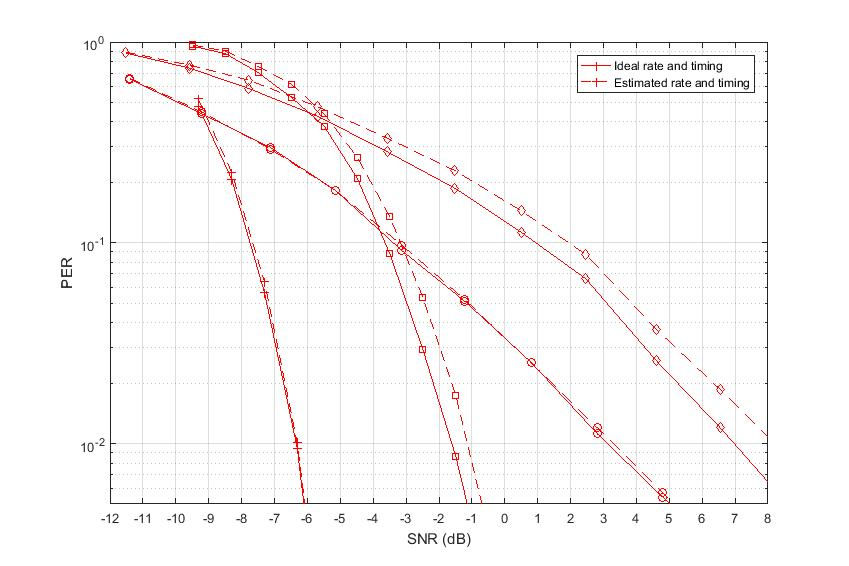 10^0
Ideal rate and timing
Estimated rate and timing
10^-1
PER
10^-2
-12 -11 -10 -9 -8 -7 -6 -5 -4 -3 -2 -1 0 1 2 3 4 5 6 7 8
SNR (dB)